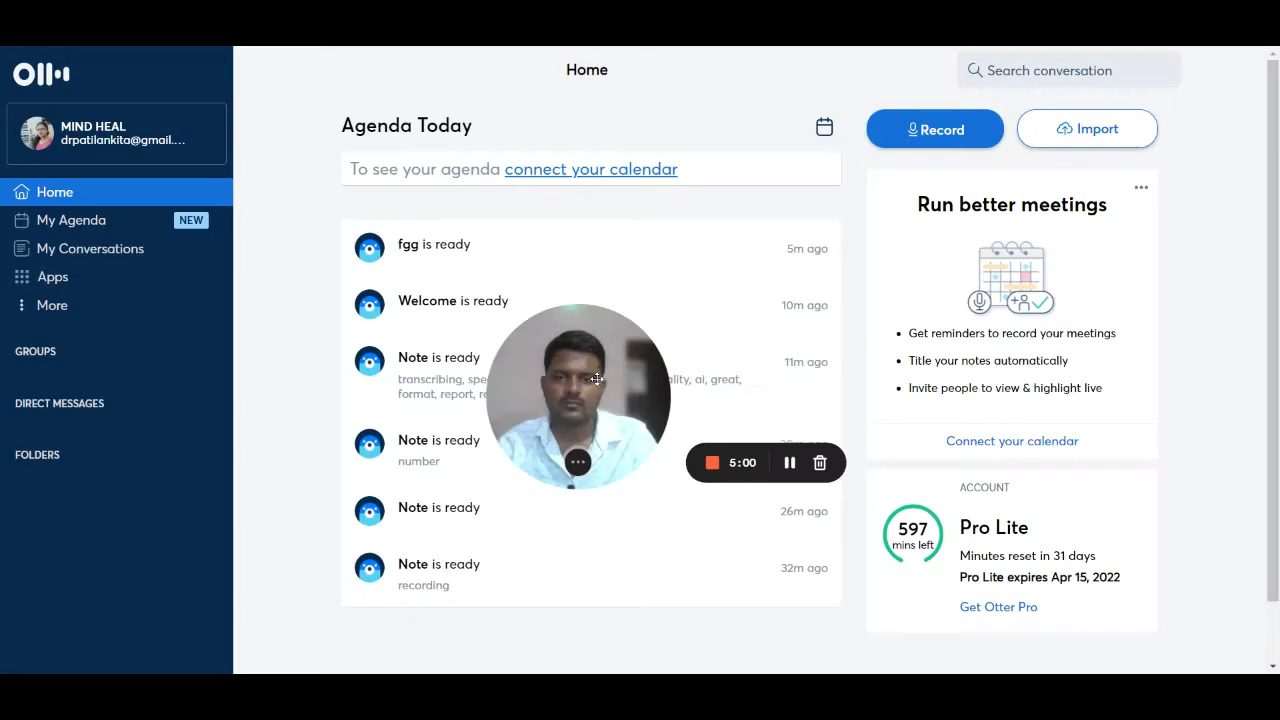 Home
Search conversation
MIND HEAL
drpatilankita@gmail....
Home
My Agenda
NEW
My Conversations
Apps
More
GROUPS
DIRECT MESSAGES
FOLDERS
Agenda Today
To see your agenda connect your calendar
fgg is ready
5m ago
Welcome is ready
10m ago
Note is ready
11m ago
transcribing, ai, great,
format, report,
Note is ready
number
Note is ready
26m ago
Note is ready
32m ago
recording
5:00
Record
Import
Run better meetings
Get reminders to record your meetings
Title your notes automatically
Invite people to view & highlight live
Connect your calendar
ACCOUNT
597
mins left
Pro Lite
Minutes reset in 31 days
Pro Lite expires Apr 15, 2022
Get Otter Pro